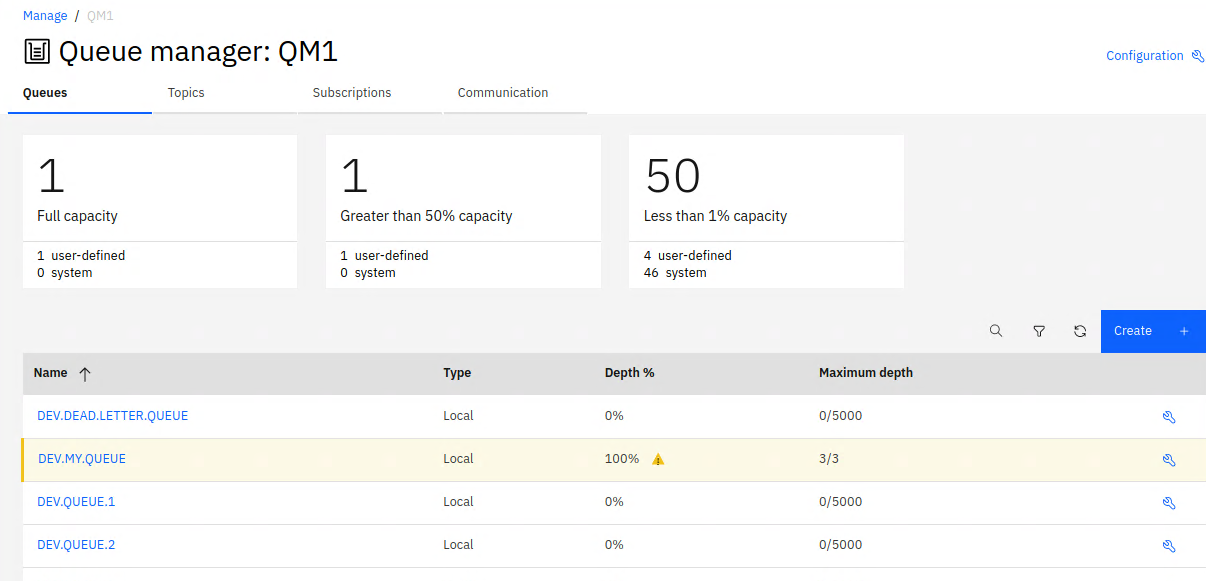 Manage / QM1
Queue manager: QM1
Configuration
Queues Topics Subscriptions Communication
1 1 50
Full capacity Greater than 50% capacity Less than 1% capacity
1 user-defined 1 user-defined 4 user-defined
0 system 0 system 46 system
Create +
Name Type Depth % Maximum depth
DEV.DEAD.LETTER.QUEUE Local 0% 0/5000
DEV.MY.QUEUE Local 100% 3/3
DEV.QUEUE.1 Local 0% 0/5000
DEV.QUEUE.2 Local 0% 0/5000